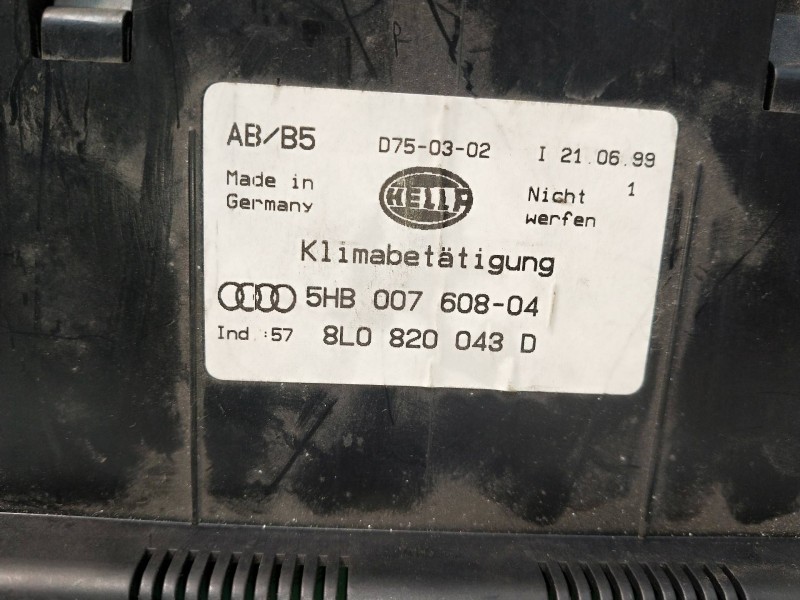 AB/B5 D75-03-02 I 21.06.99
Made in Germany
HELLA
Nicht werfen
1
Klimabetätigung
5HB 007 608-04
Ind.:57 8L0 820 043 D